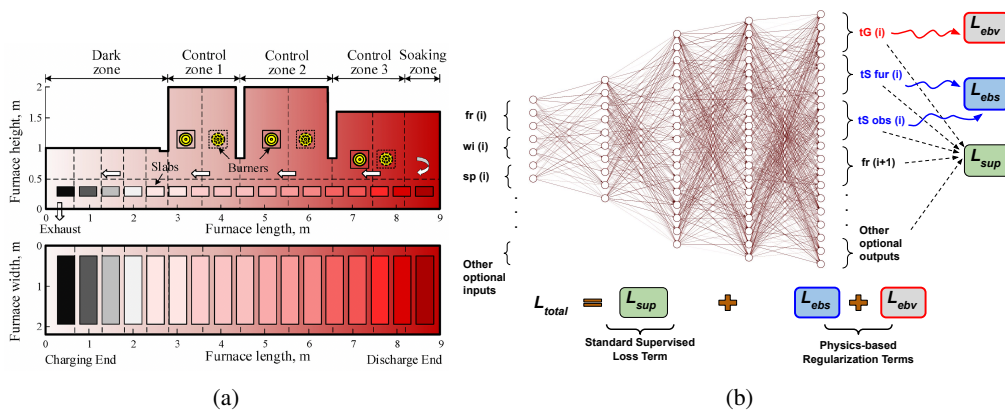 Dark zone
Control zone 1
Control zone 2
Control zone 3
Soaking zone
Furnace height, m
2
1.5
1
0.5
0
Slabs
Burners
0 1 2 3 4 5 6 7 8 9
Exhaust
Furnace length, m
Furnace width, m
0
1
2
0 1 2 3 4 5 6 7 8 9
Charging End
Furnace length, m
Discharge End
(a)
fr (i)
wi (i)
sp (i)
Other optional inputs
tG (i)
tS fur (i)
tS obs (i)
fr (i+1)
Other optional outputs
L_ebv
L_ebs
L_sup
L_total = L_sup + L_ebs + L_ebv
Standard Supervised Loss Term
Physics-based Regularization Terms
(b)